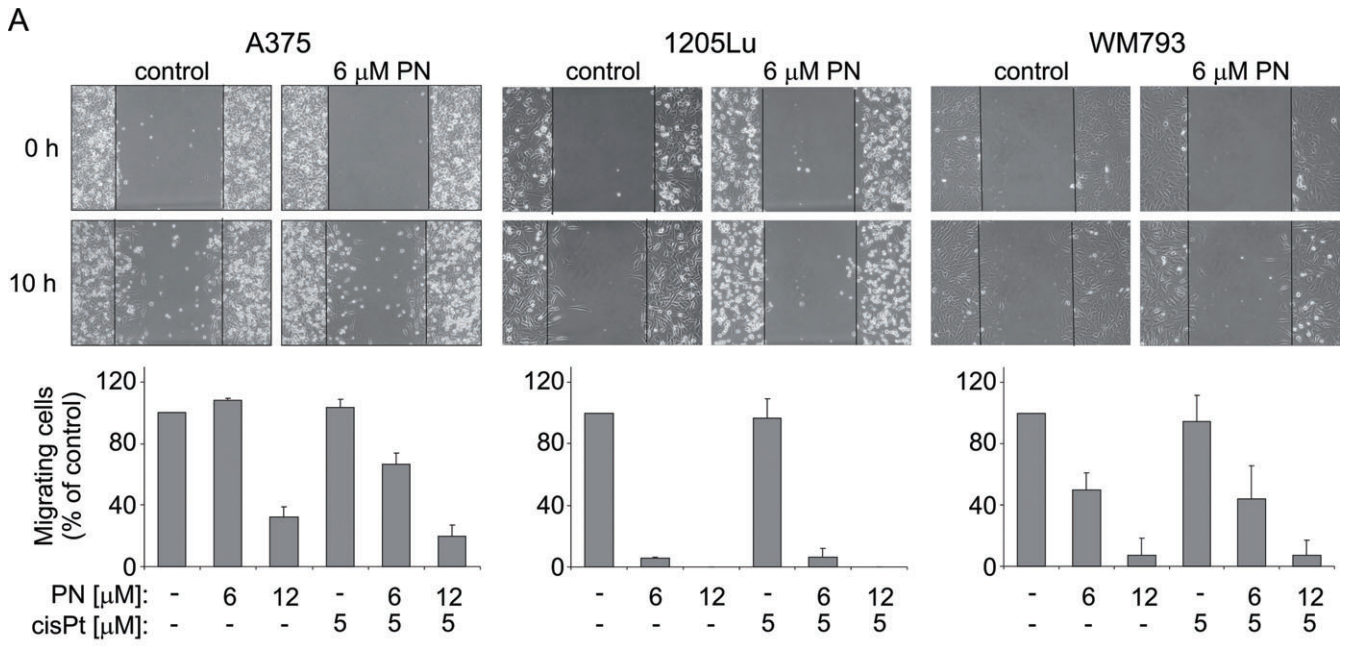 A
A375 1205Lu WM793
control 6 μM PN control 6 μM PN control 6 μM PN
0 h
10 h
Migrating cells
(% of control)
120 120 120
80 80 80
40 40 40
0 0 0
PN [μM]: - 6 12 - 6 12 - 6 12 - 6 12 - 6 12 - 6 12
cisPt [μM]: - - - 5 5 5 - - - 5 5 5 - - - 5 5 5